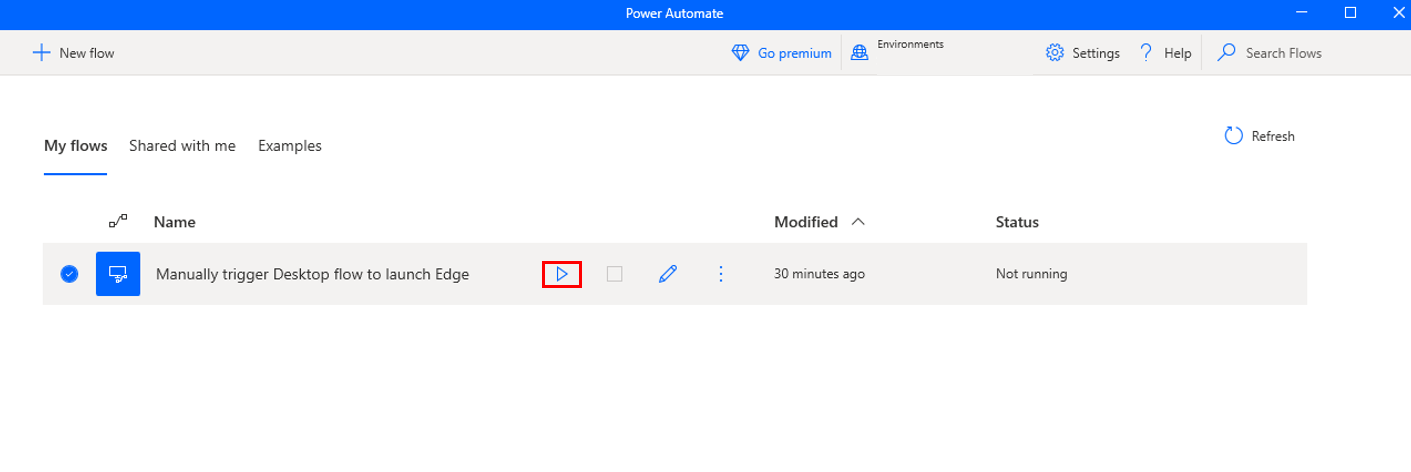 Power Automate
New flow
Go premium
Environments
Settings
Help
Search Flows
My flows
Shared with me
Examples
Refresh
Name
Modified
Status
Manually trigger Desktop flow to launch Edge
30 minutes ago
Not running